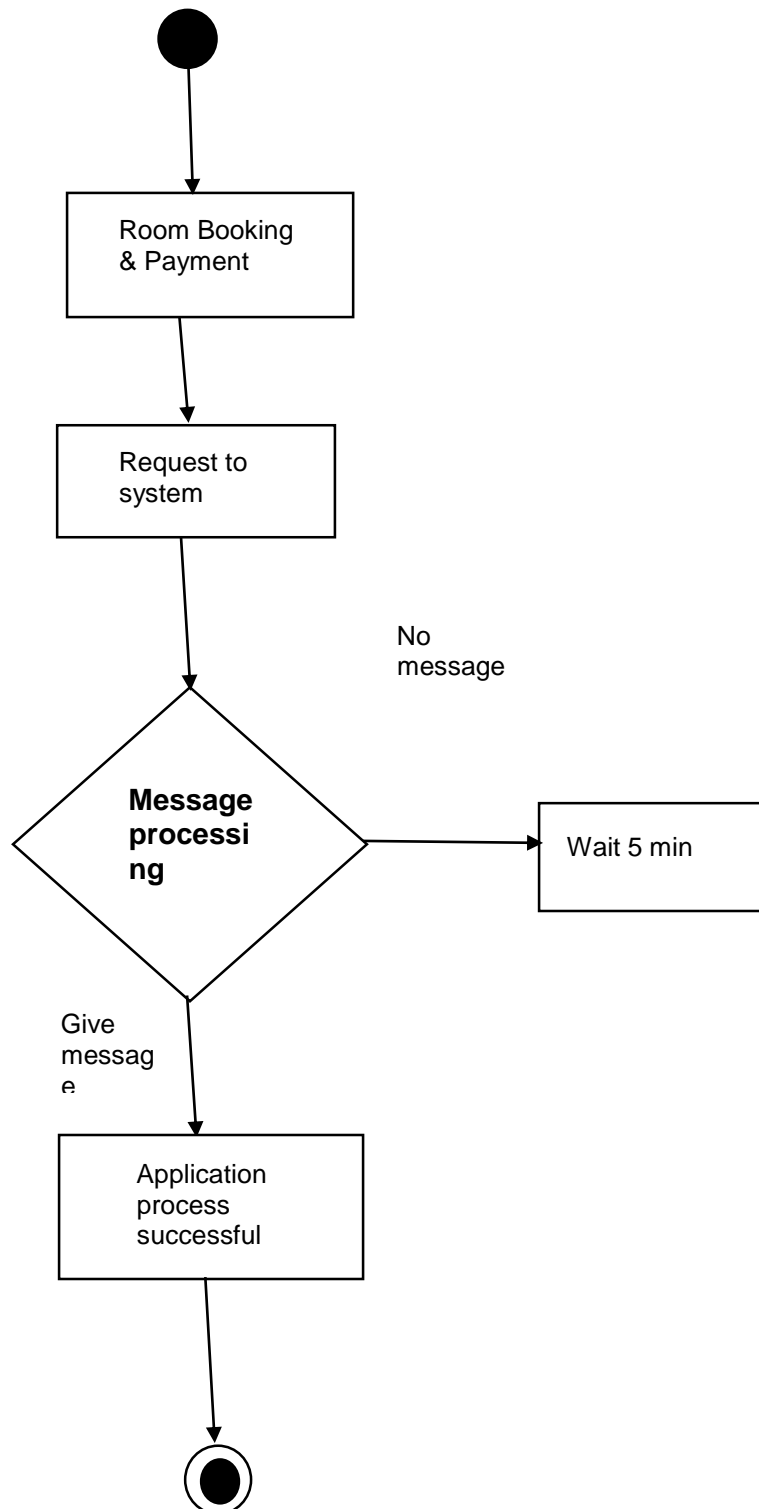 Room Booking
& Payment
Request to
system
No
message
Message
processi
ng
Wait 5 min
Give
messag
e
Application
process
successful